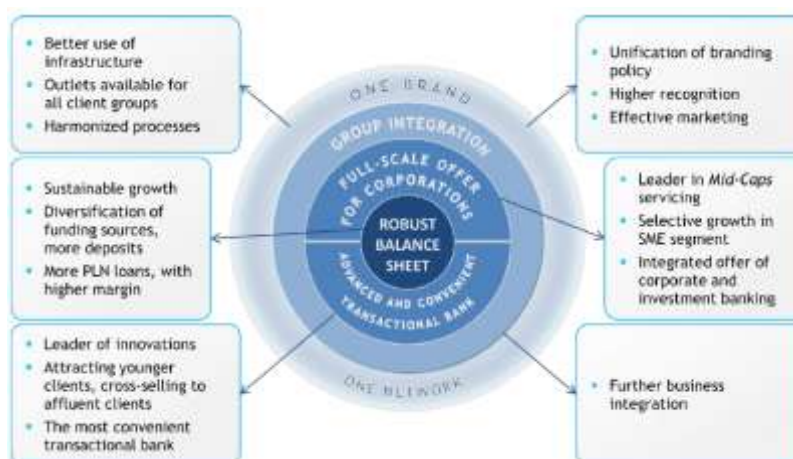 • Better use of
infrastructure
• Outlets available for
all client groups
• Harmonized processes
• Sustainable growth
• Diversification of
funding sources,
more deposits
• More PLN loans, with
higher margin
• Leader of innovations
• Attracting younger
clients, cross-selling to
affluent clients
• The most convenient
transactional bank
ONE BRAND
GROUP INTEGRATION
FULL-SCALE OFFER
FOR CORPORATIONS
ROBUST
BALANCE
SHEET
ADVANCED AND CONVENIENT
TRANSACTIONAL BANK
ONE NETWORK
• Unification of branding
policy
• Higher recognition
• Effective marketing
• Leader in Mid-Caps
servicing
• Selective growth in
SME segment
• Integrated offer of
corporate and
investment banking
• Further business
integration